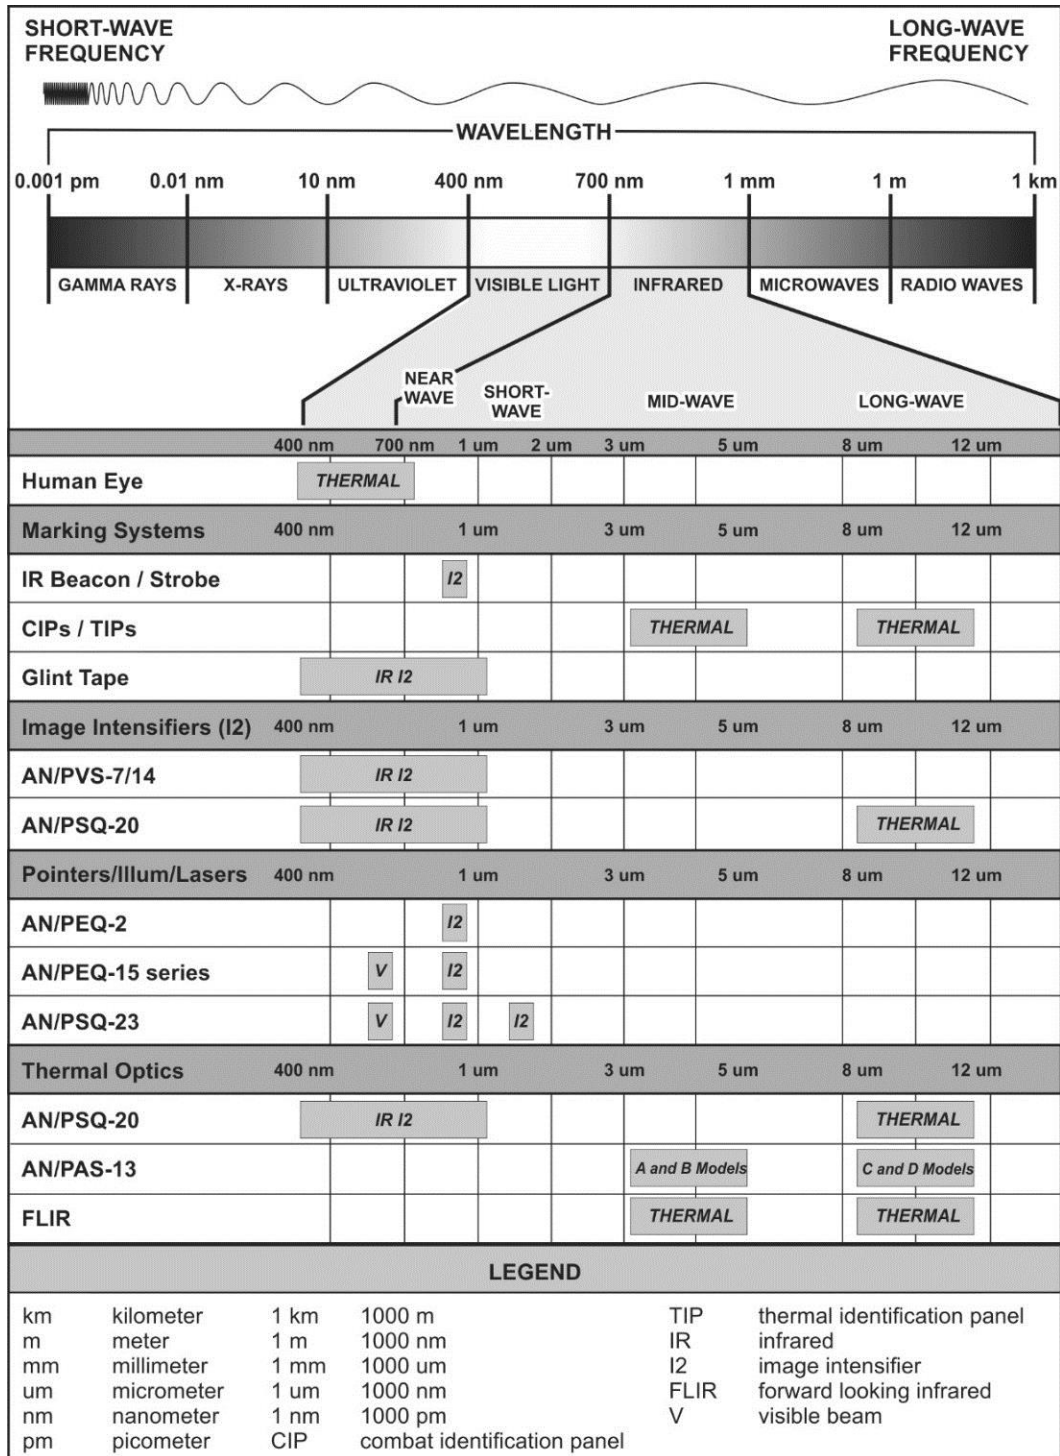 SHORT-WAVE FREQUENCY LONG-WAVE FREQUENCY
WAVELENGTH
0.001 pm 0.01 nm 10 nm 400 nm 700 nm 1 mm 1 m 1 km
GAMMA RAYS X-RAYS ULTRAVIOLET VISIBLE LIGHT INFRARED MICROWAVES RADIO WAVES
NEAR WAVE SHORT-WAVE MID-WAVE LONG-WAVE
400 nm 700 nm 1 um 2 um 3 um 5 um 8 um 12 um
Human Eye THERMAL
Marking Systems 400 nm 1 um 3 um 5 um 8 um 12 um
IR Beacon / Strobe I2
CIPs / TIPs THERMAL THERMAL
Glint Tape IR I2
Image Intensifiers (I2) 400 nm 1 um 3 um 5 um 8 um 12 um
AN/PVS-7/14 IR I2
AN/PSQ-20 IR I2 THERMAL
Pointers/Illum/Lasers 400 nm 1 um 3 um 5 um 8 um 12 um
AN/PEQ-2 I2
AN/PEQ-15 series V I2
AN/PSQ-23 V I2 I2
Thermal Optics 400 nm 1 um 3 um 5 um 8 um 12 um
AN/PSQ-20 IR I2 THERMAL
AN/PAS-13 A and B Models C and D Models
FLIR THERMAL THERMAL
LEGEND
km kilometer 1 km 1000 m TIP thermal identification panel
m meter 1 m 1000 nm IR infrared
mm millimeter 1 mm 1000 um I2 image intensifier
um micrometer 1 um 1000 nm FLIR forward looking infrared
nm nanometer 1 nm 1000 pm V visible beam
pm picometer CIP combat identification panel